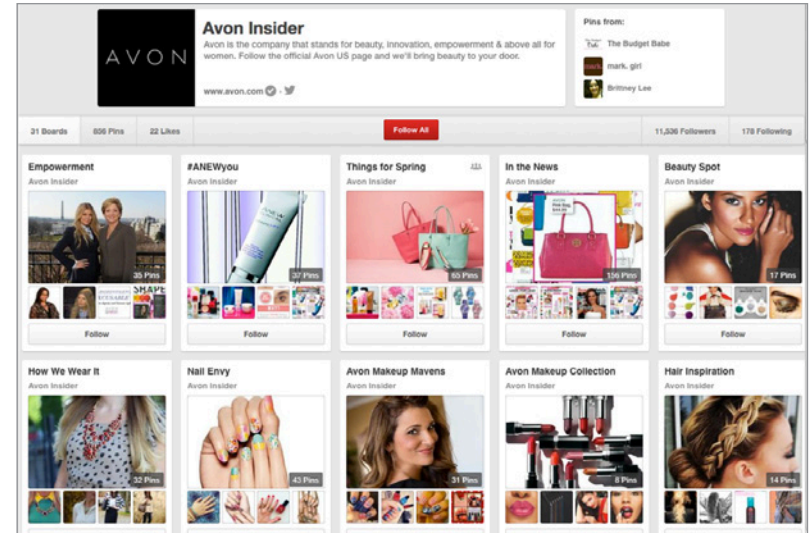 AVON
Avon Insider
Avon is the company that stands for beauty, innovation, empowerment & above all for
women. Follow the official Avon US page and we'll bring beauty to your door.
www.avon.com
Pins from:
The Budget Babe
mark. girl
Brittney Lee
31 Boards
856 Pins
22 Likes
Follow All
11,536 Followers
178 Following
Empowerment
Avon Insider
35 Pins
SHAPE
Follow
#ANEWyou
Avon Insider
ANEW
37 Pins
Follow
Things for Spring
Avon Insider
65 Pins
Follow
In the News
Avon Insider
156 Pins
Follow
Beauty Spot
Avon Insider
17 Pins
Follow
How We Wear It
Avon Insider
32 Pins
Nail Envy
Avon Insider
43 Pins
Avon Makeup Mavens
Avon Insider
31 Pins
Avon Makeup Collection
Avon Insider
8 Pins
Hair Inspiration
Avon Insider
14 Pins